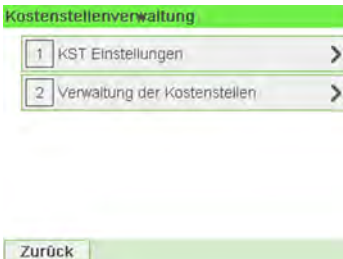 Kostenstellenverwaltung
1 KST Einstellungen
2 Verwaltung der Kostenstellen
Zurück